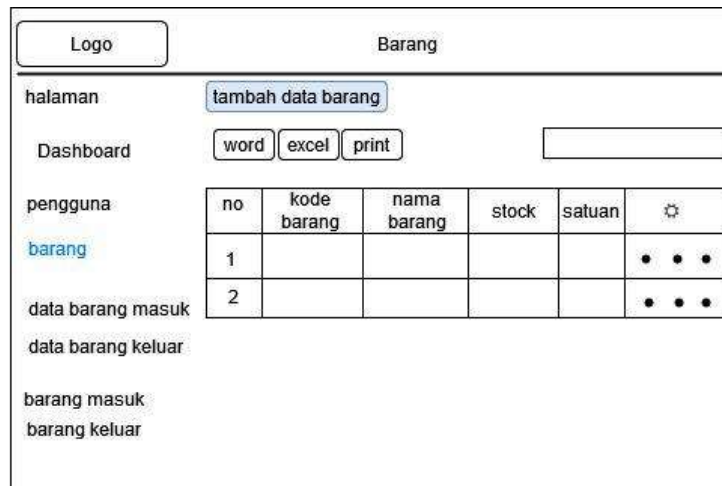 Logo
Barang
halaman
tambah data barang
Dashboard
word excel print
pengguna
no kode barang nama barang stock satuan
barang
1
2
data barang masuk
data barang keluar
barang masuk
barang keluar